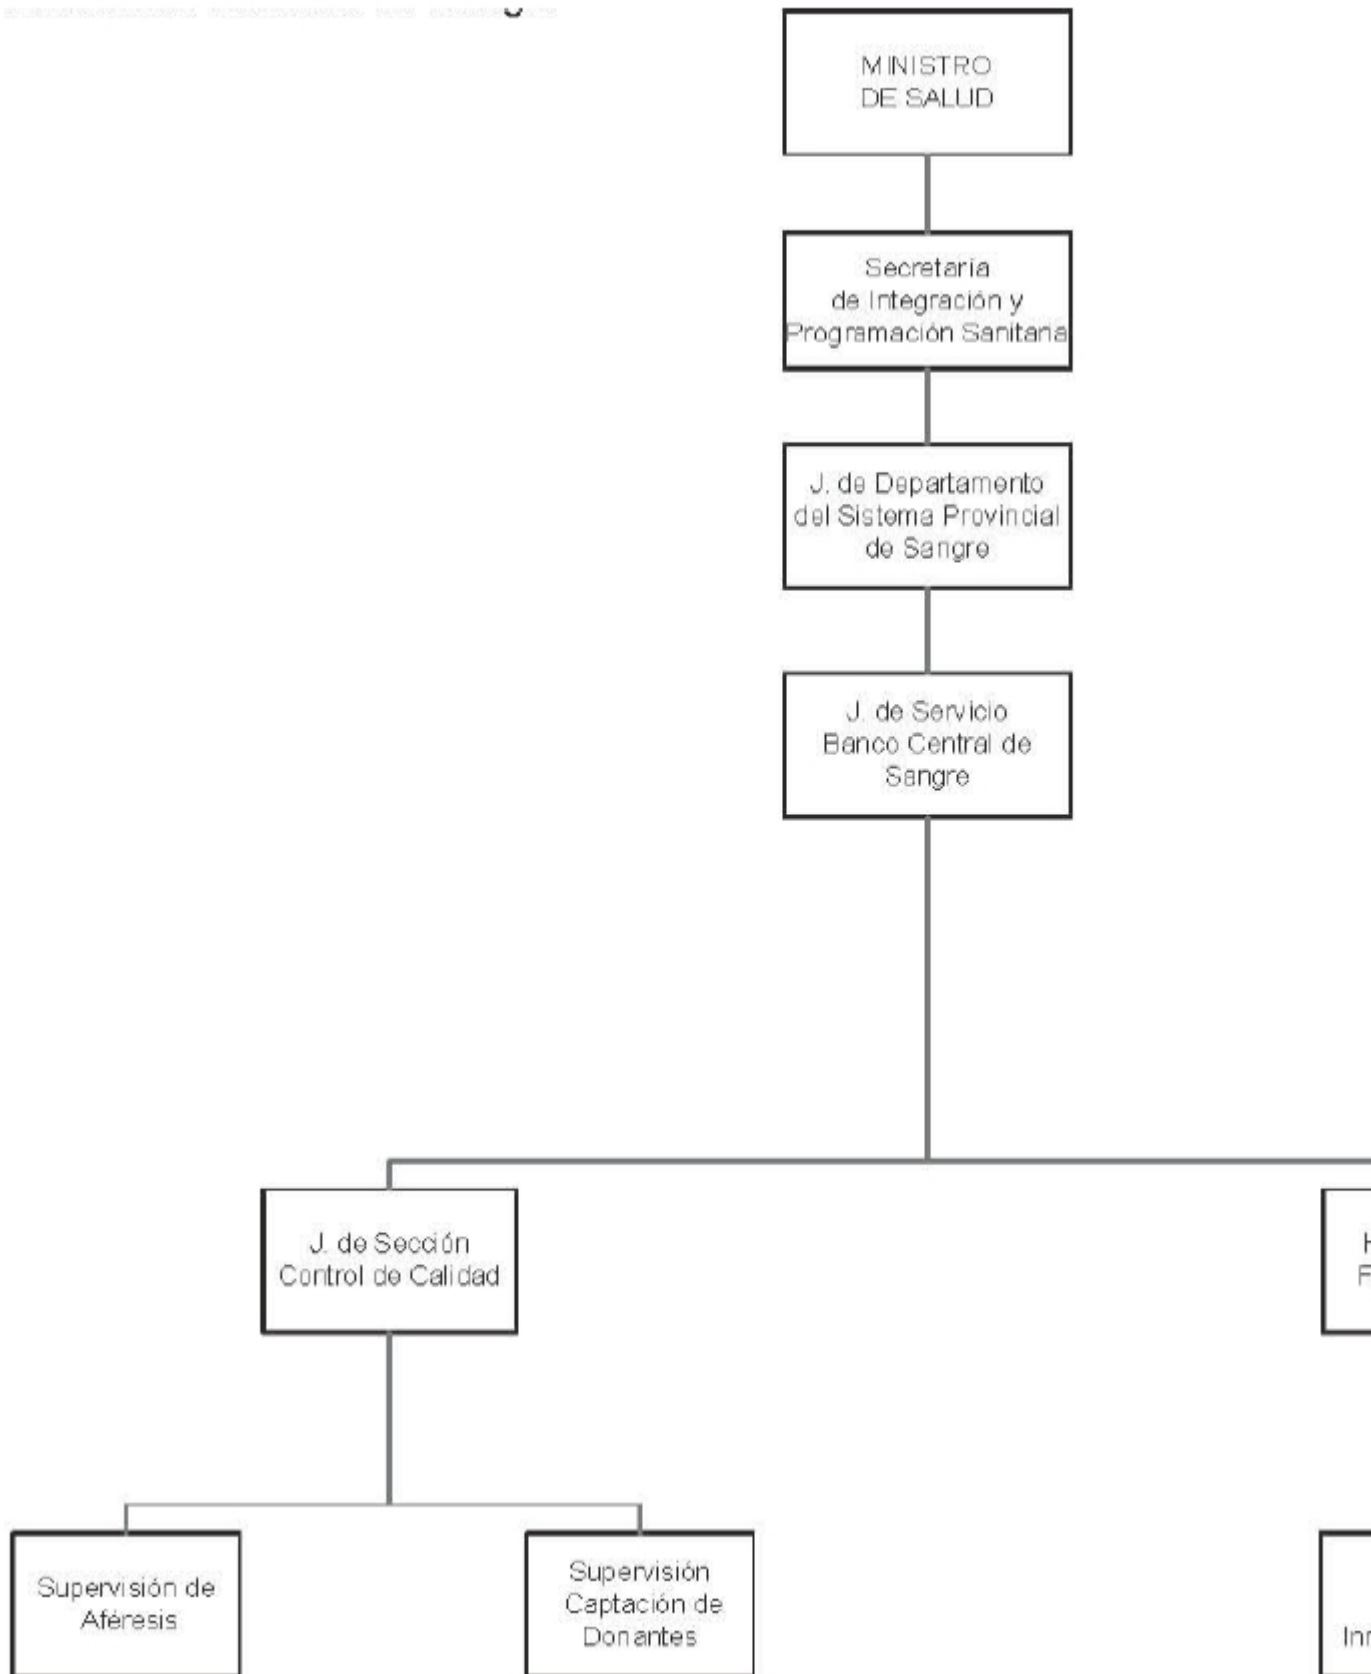 MINISTRO
DE SALUD
Secretaría
de Integración y
Programación Sanitaria
J. de Departamento
del Sistema Provincial
de Sangre
J. de Servicio
Banco Central de
Sangre
J. de Sección
Control de Calidad
Supervisión de
Aféresis
Supervisión
Captación de
Donantes